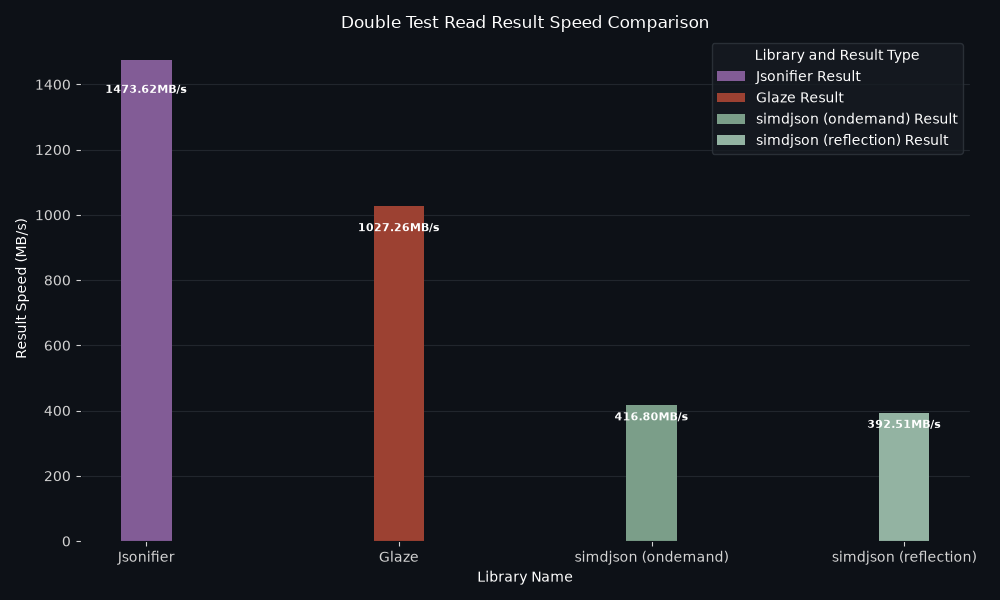 Double Test Read Result Speed Comparison
Library and Result Type
Jsonifier Result
Glaze Result
simdjson (ondemand) Result
simdjson (reflection) Result
Result Speed (MB/s)
1400
1200
1000
800
600
400
200
0
1473.62MB/s
1027.26MB/s
416.80MB/s
392.51MB/s
Jsonifier
Glaze
simdjson (ondemand)
simdjson (reflection)
Library Name